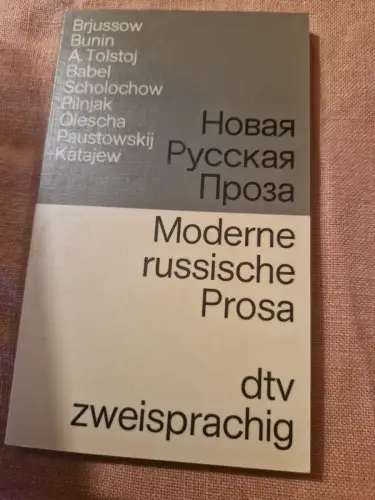 Brjussow
Bunin
A. Tolstoj
Babel
Scholochow
Pilnjak
Olescha
Paustowskij
Katajew
Новая
Русская
Проза
Moderne
russische
Prosa
dtv
zweisprachig